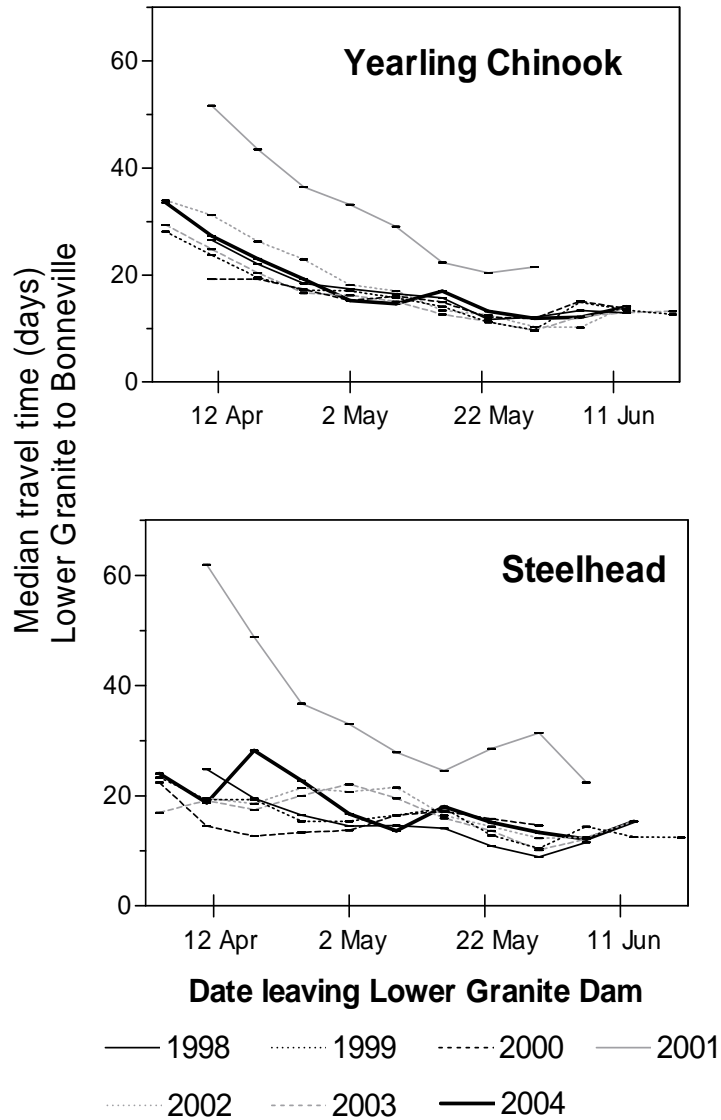 Median travel time (days)
Lower Granite to Bonneville
Yearling Chinook
60
40
20
0
12 Apr 2 May 22 May 11 Jun
Steelhead
60
40
20
0
12 Apr 2 May 22 May 11 Jun
Date leaving Lower Granite Dam
1998 1999 2000 2001
2002 2003 2004